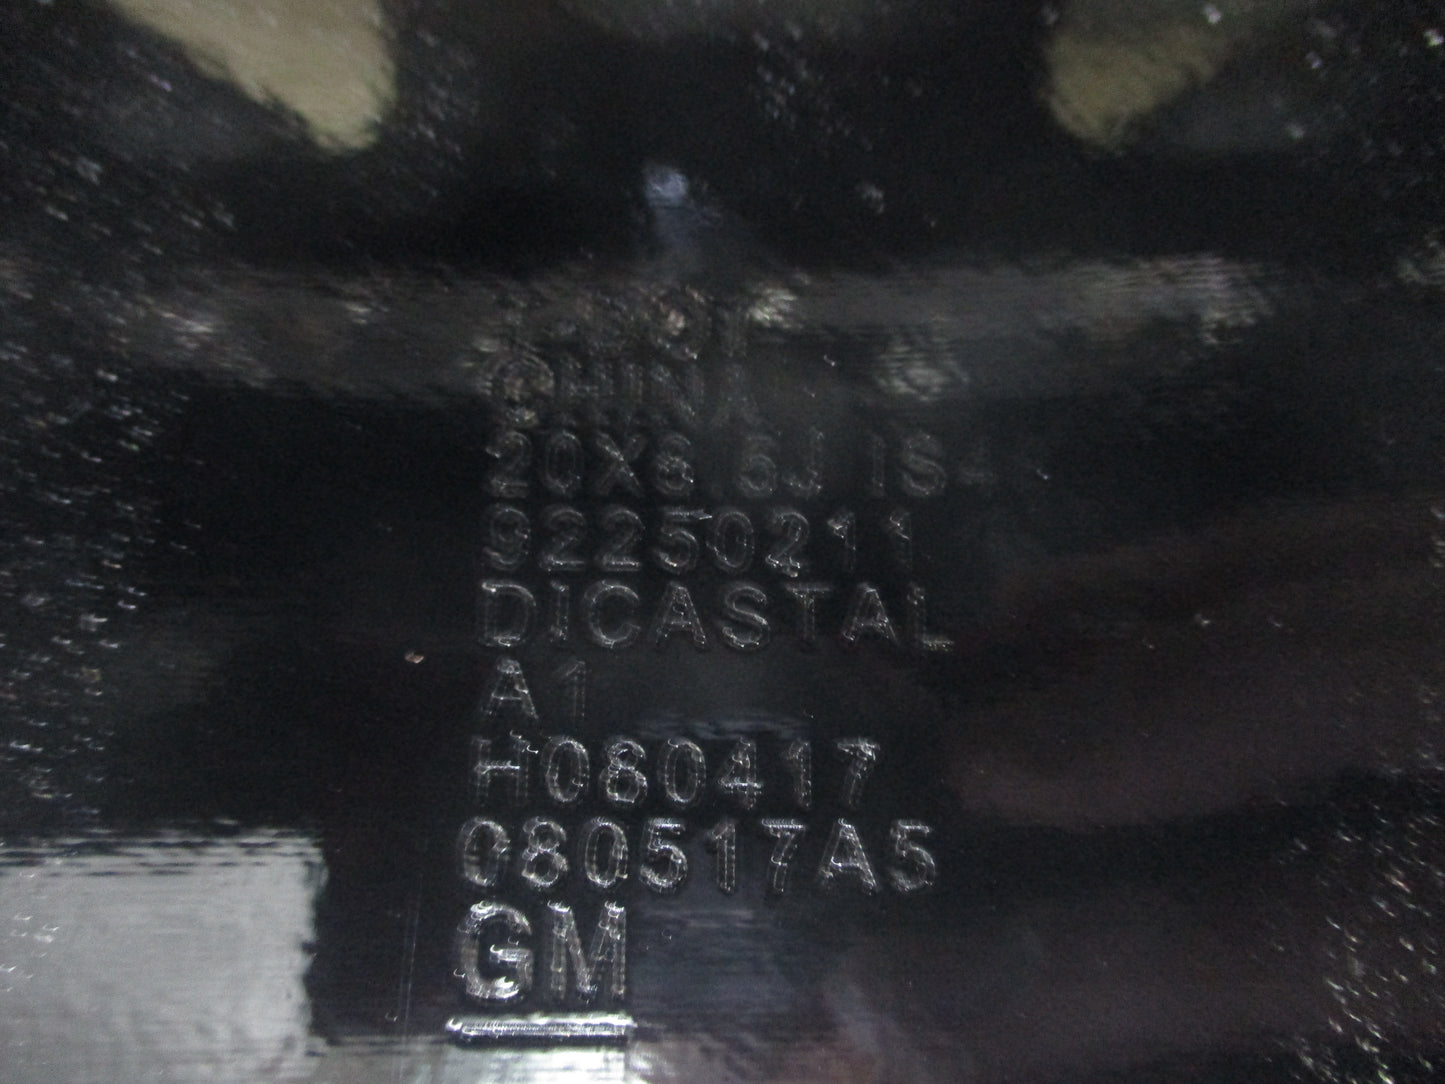 CHINA
20X8.5J IS4
92250211
DICASTAL
A1
H080417
080517A5
GM